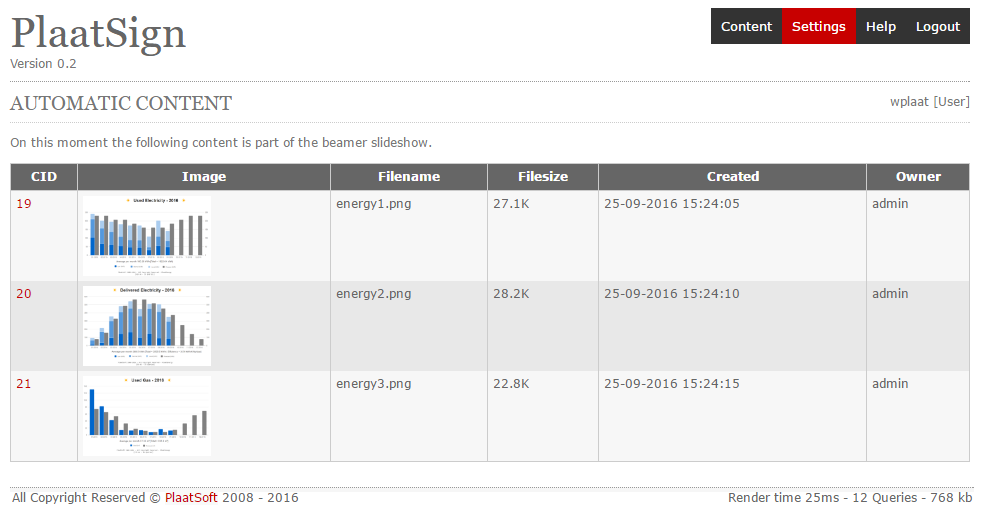 PlaatSign
Content Settings Help Logout
Version 0.2
AUTOMATIC CONTENT
wplaat [User]
On this moment the following content is part of the beamer slideshow.
CID Image Filename Filesize Created Owner
19 energy1.png 27.1K 25-09-2016 15:24:05 admin
Used Electricity - 2016
20 energy2.png 28.2K 25-09-2016 15:24:10 admin
Delivered Electricity - 2016
21 energy3.png 22.8K 25-09-2016 15:24:15 admin
Used Gas - 2016
All Copyright Reserved © PlaatSoft 2008 - 2016
Render time 25ms - 12 Queries - 768 kb